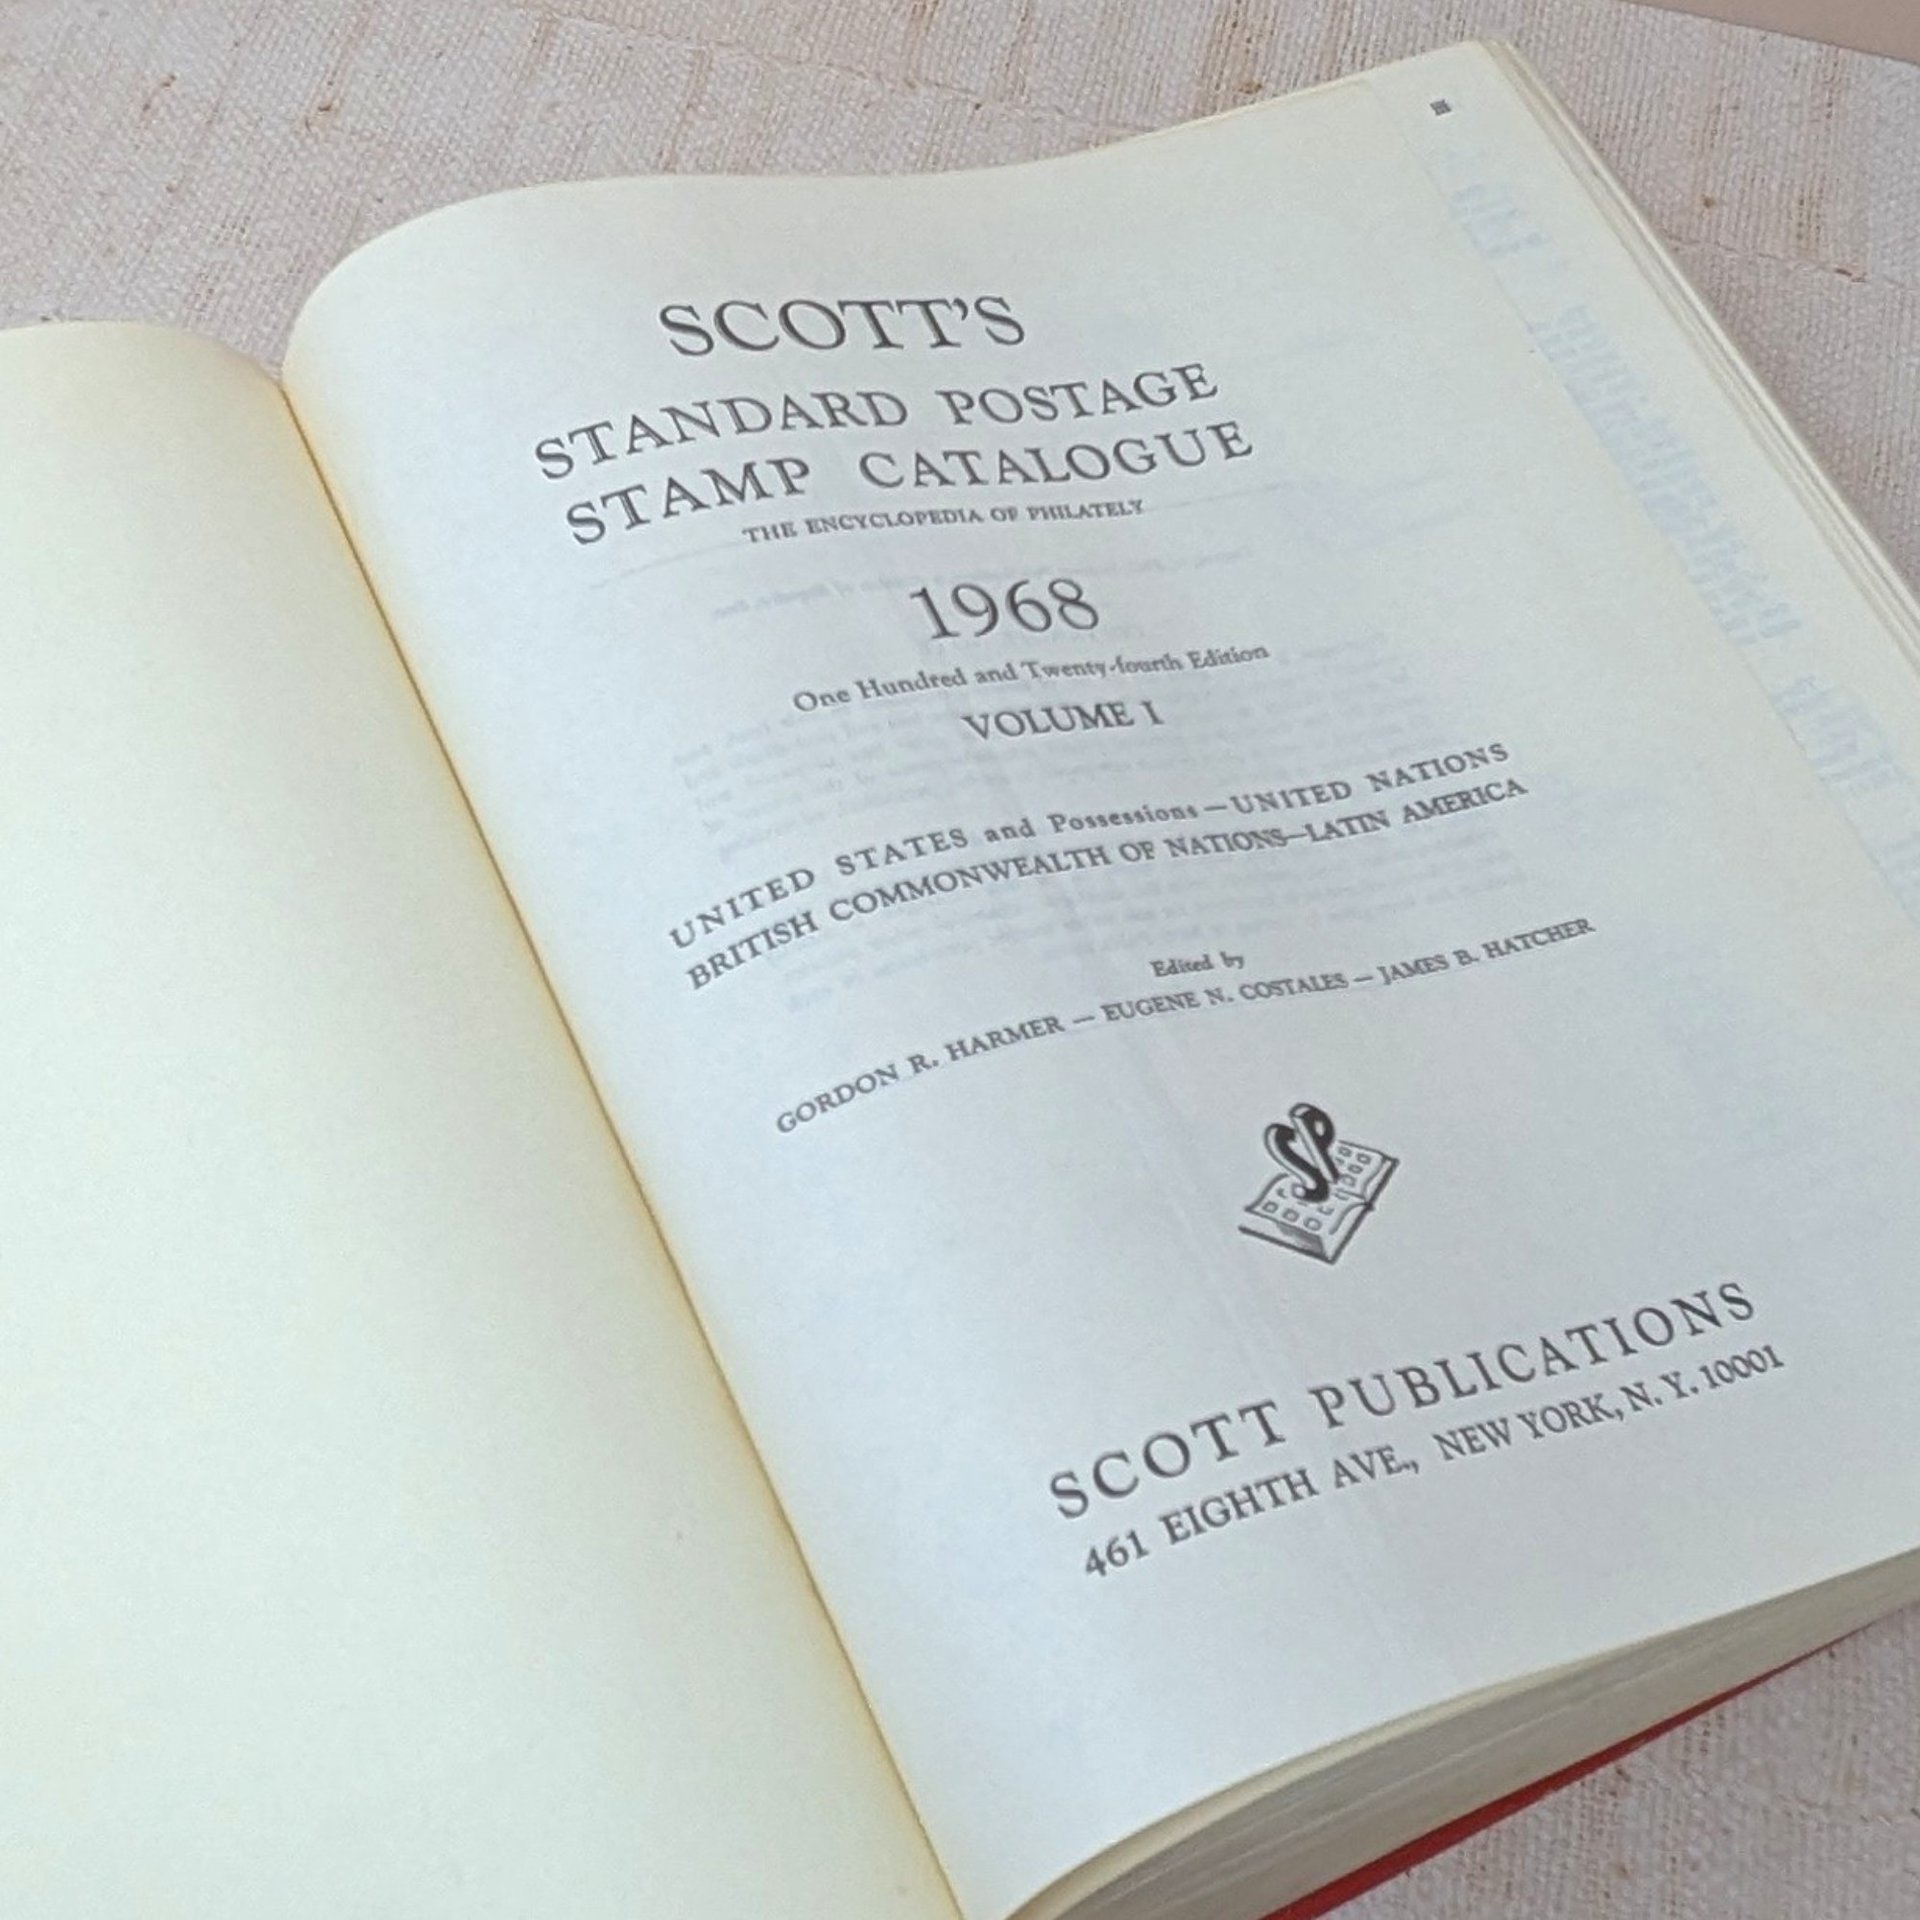 III
SCOTT'S
STANDARD POSTAGE
STAMP CATALOGUE
THE ENCYCLOPEDIA OF PHILATELY
1968
One Hundred and Twenty-fourth Edition
VOLUME I
UNITED STATES and Possessions—UNITED NATIONS
BRITISH COMMONWEALTH OF NATIONS—LATIN AMERICA
Edited by
GORDON R. HARMER — EUGENE N. COSTALES — JAMES B. HATCHER
SP
SCOTT PUBLICATIONS
461 EIGHTH AVE., NEW YORK, N. Y. 10001